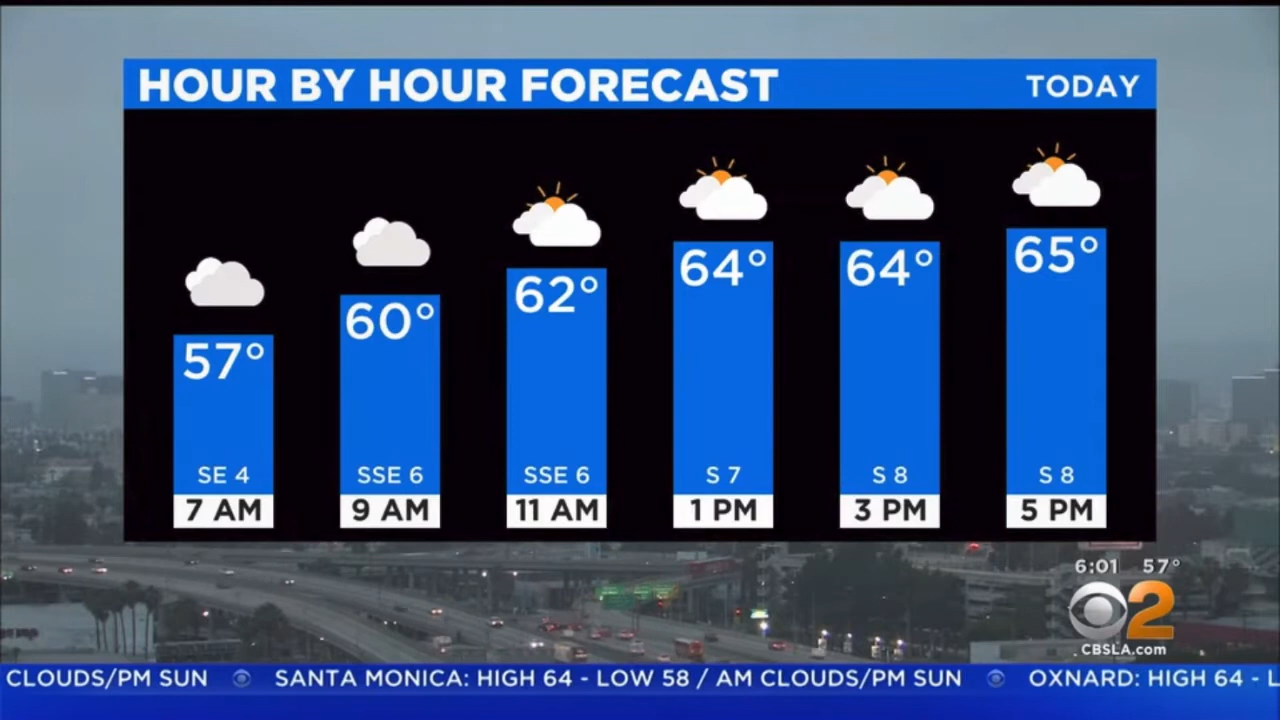 HOUR BY HOUR FORECAST TODAY
57° 60° 62° 64° 64° 65°
SE 4 SSE 6 SSE 6 S 7 S 8 S 8
7 AM 9 AM 11 AM 1 PM 3 PM 5 PM
6:01 57°
2
CBSLA.com
CLOUDS/PM SUN SANTA MONICA: HIGH 64 - LOW 58 / AM CLOUDS/PM SUN OXNARD: HIGH 64 - L